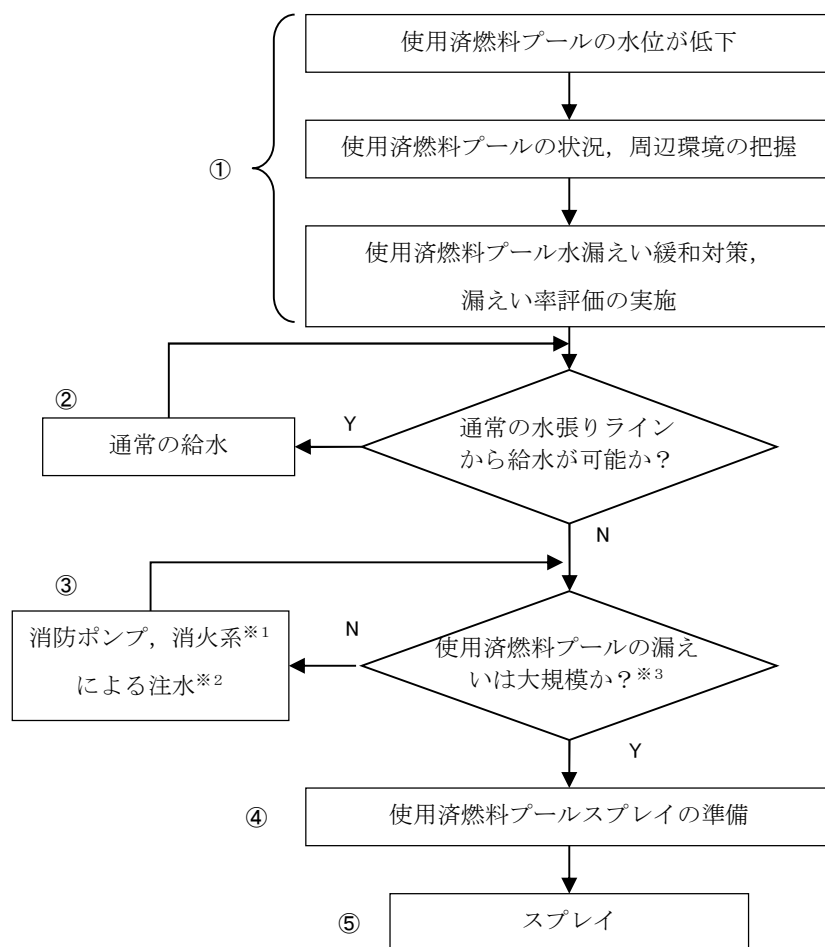 使用済燃料プールの水位が低下
使用済燃料プールの状況，周辺環境の把握
①
使用済燃料プール水漏えい緩和対策，
漏えい率評価の実施
②
通常の給水
Y
通常の水張りライン
から給水が可能か？
N
③
消防ポンプ，消火系※1
による注水※2
N
使用済燃料プールの漏え
いは大規模か？※3
Y
④
使用済燃料プールスプレイの準備
⑤
スプレイ